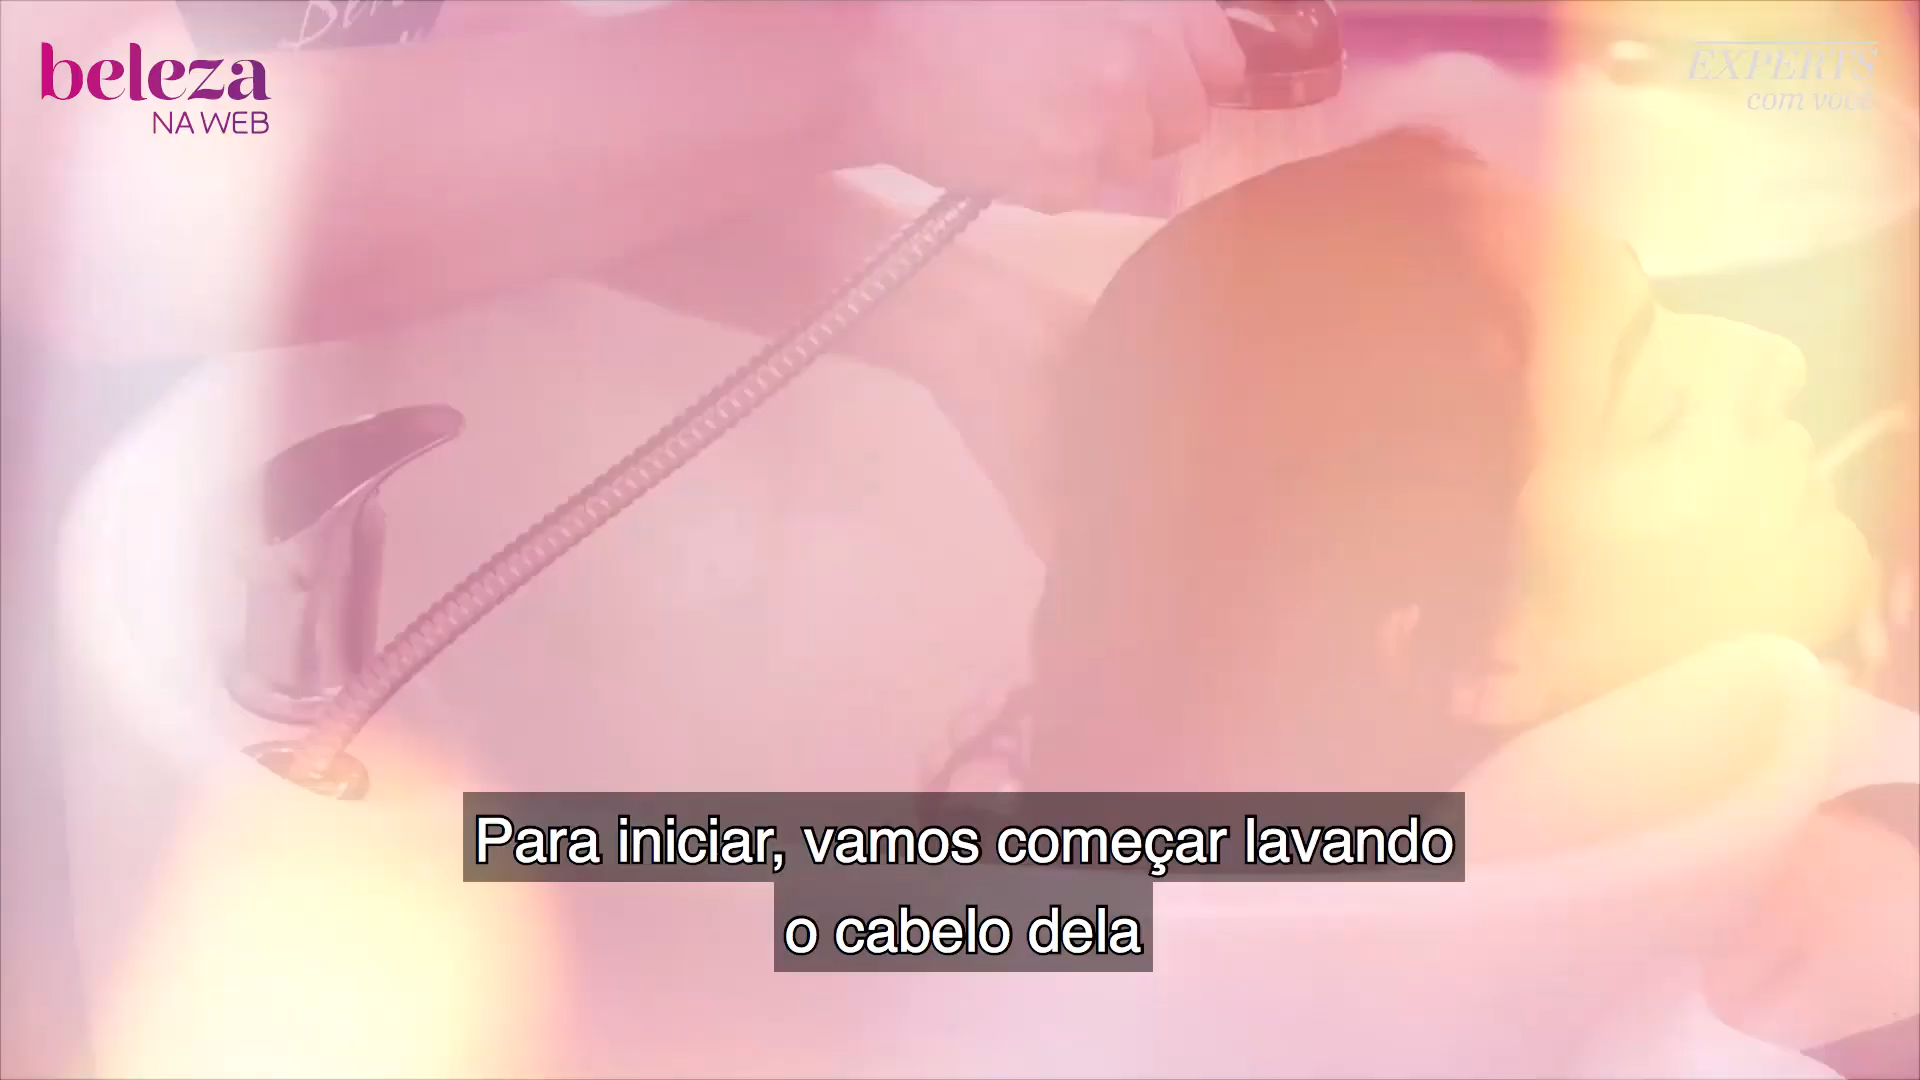 beleza
NA WEB
EXPERTS
com você
Para iniciar, vamos começar lavando
o cabelo dela